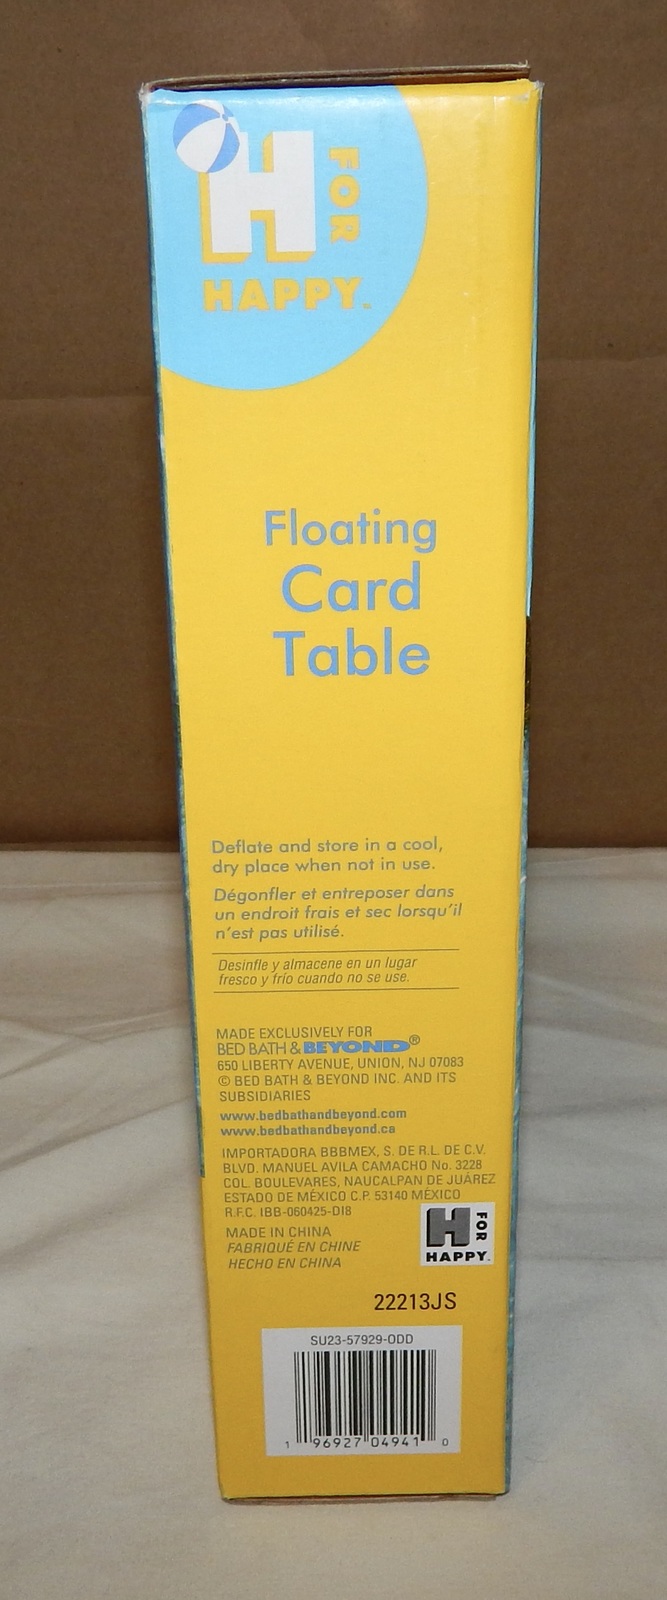 H FOR
HAPPY.
Floating
Card
Table
Deflate and store in a cool,
dry place when not in use.
Dégonfler et entreposer dans
un endroit frais et sec lorsqu'il
n'est pas utilisé.
Desinfle y almacene en un lugar
fresco y frío cuando no se use.
MADE EXCLUSIVELY FOR
BED BATH & BEYOND®
650 LIBERTY AVENUE, UNION, NJ 07083
© BED BATH & BEYOND INC. AND ITS
SUBSIDIARIES
www.bedbathandbeyond.com
www.bedbathandbeyond.ca
IMPORTADORA BBBMEX, S. DE R.L. DE C.V.
BLVD. MANUEL AVILA CAMACHO No. 3228
COL. BOULEVARES, NAUCALPAN DE JUÁREZ
ESTADO DE MÉXICO C.P. 53140 MÉXICO
R.F.C. IBB-060425-DI8
MADE IN CHINA
FABRIQUÉ EN CHINE
HECHO EN CHINA
H FOR
HAPPY.
22213JS
SU23-57929-ODD
1 96927 04941 0